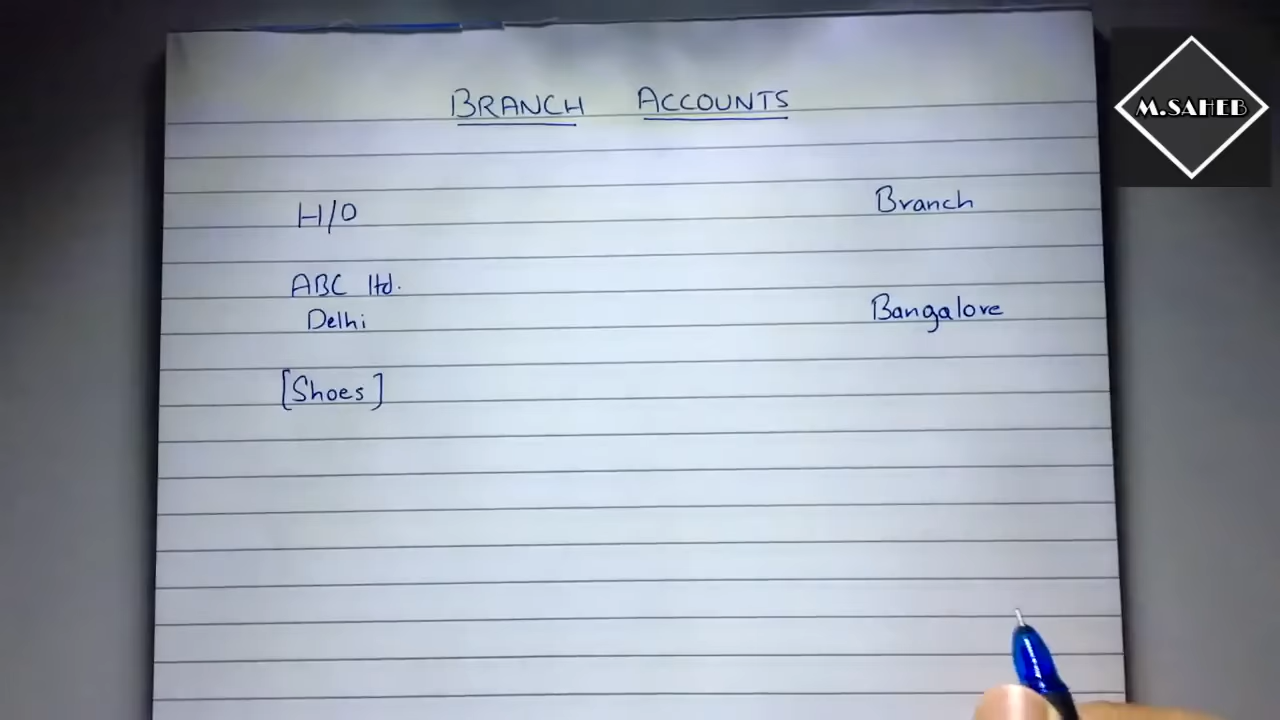 BRANCH ACCOUNTS
M.SAHEB
H/O
Branch
ABC ltd.
Delhi
Bangalore
[Shoes]